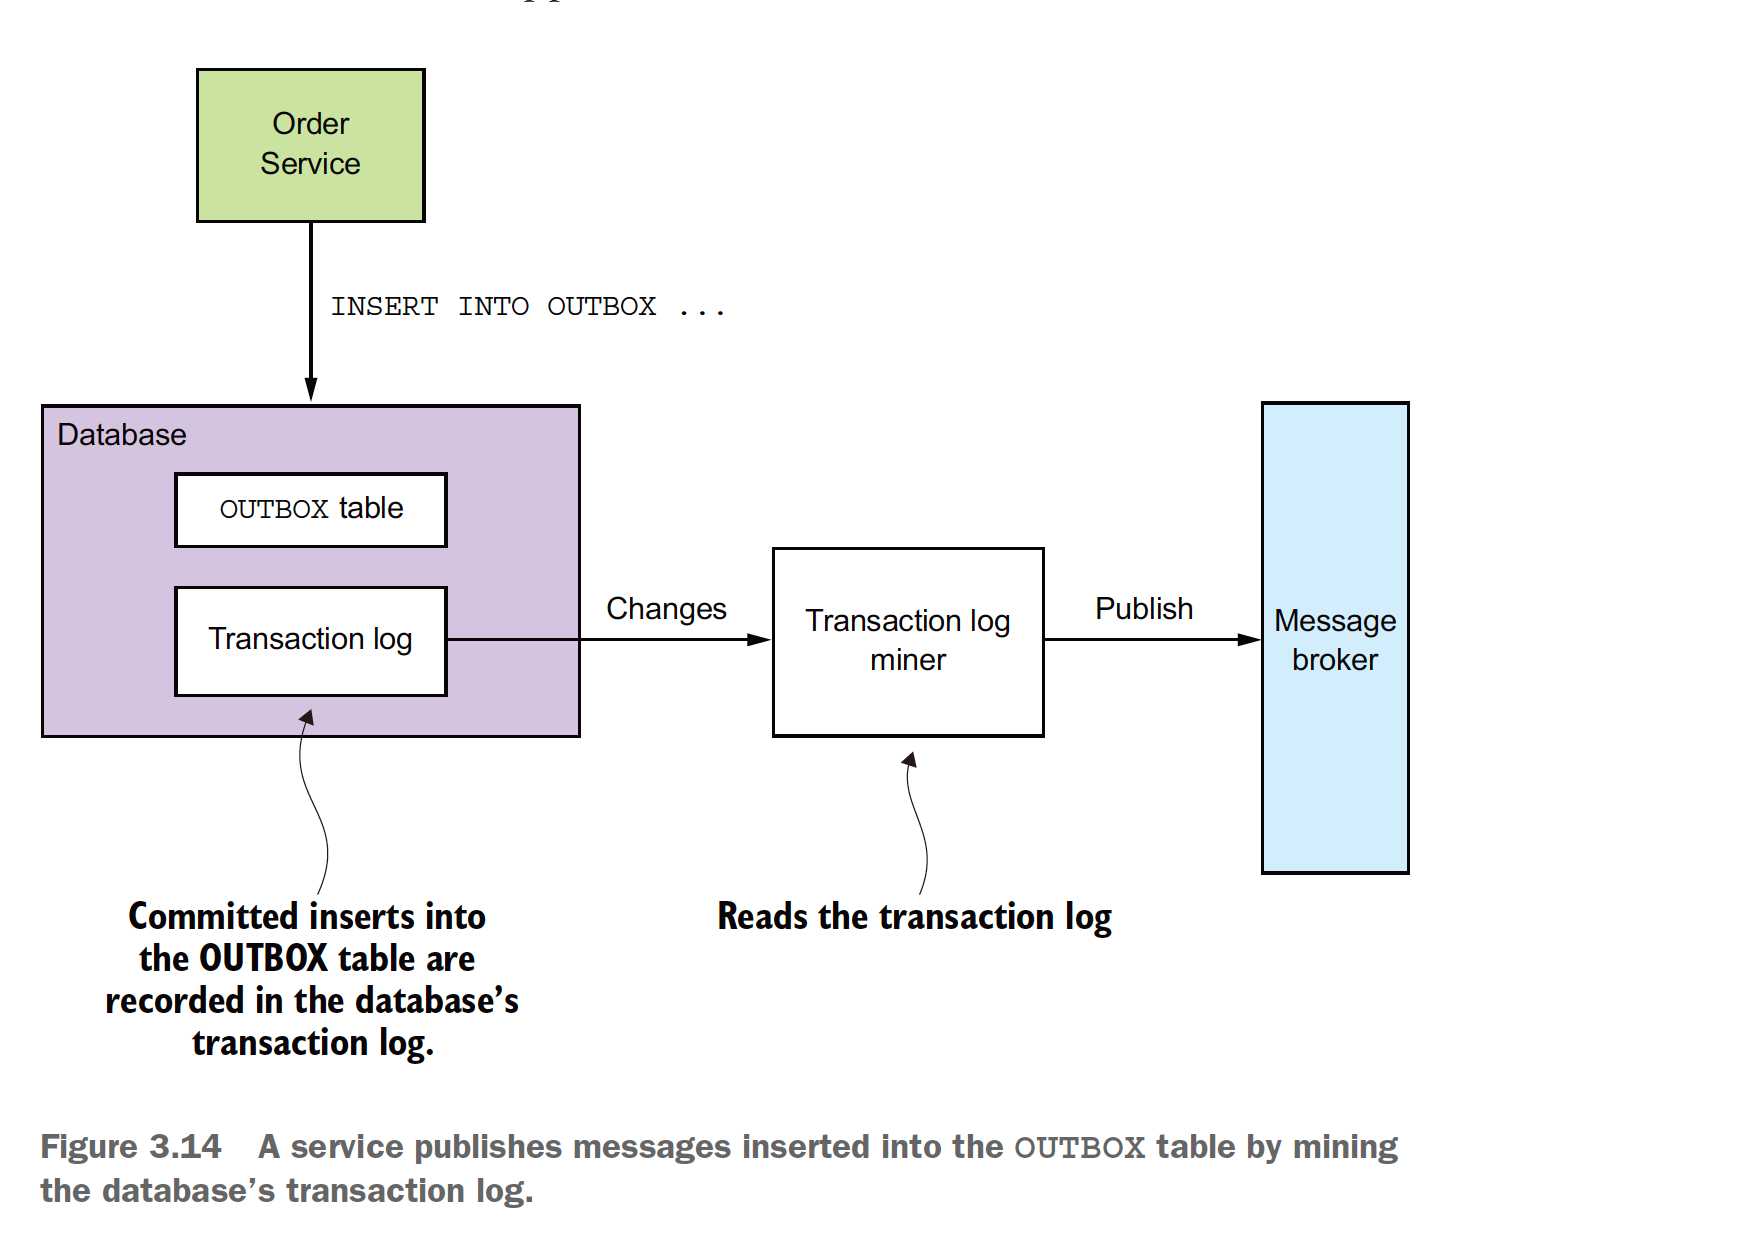 Order
Service
INSERT INTO OUTBOX ...
Database
OUTBOX table
Transaction log
Changes
Transaction log
miner
Publish
Message
broker
Committed inserts into
the OUTBOX table are
recorded in the database’s
transaction log.
Reads the transaction log
Figure 3.14 A service publishes messages inserted into the OUTBOX table by mining
the database’s transaction log.